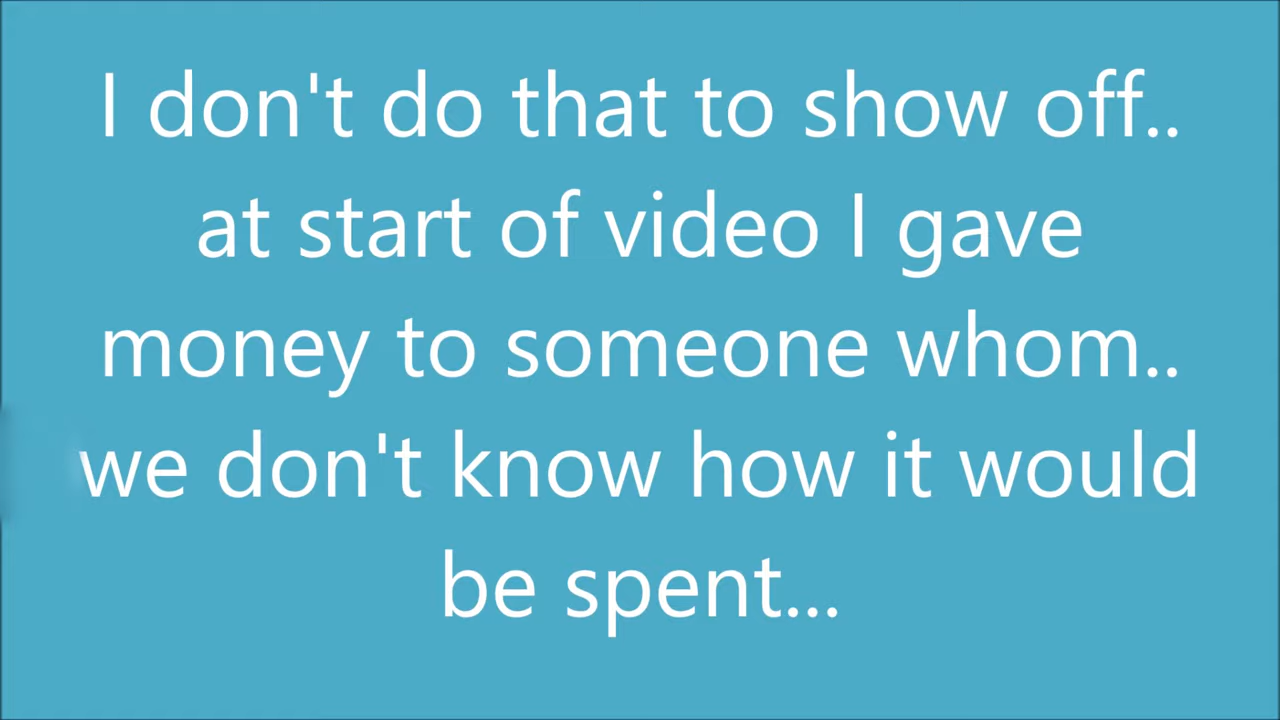 I don't do that to show off..
at start of video I gave
money to someone whom..
we don't know how it would
be spent...